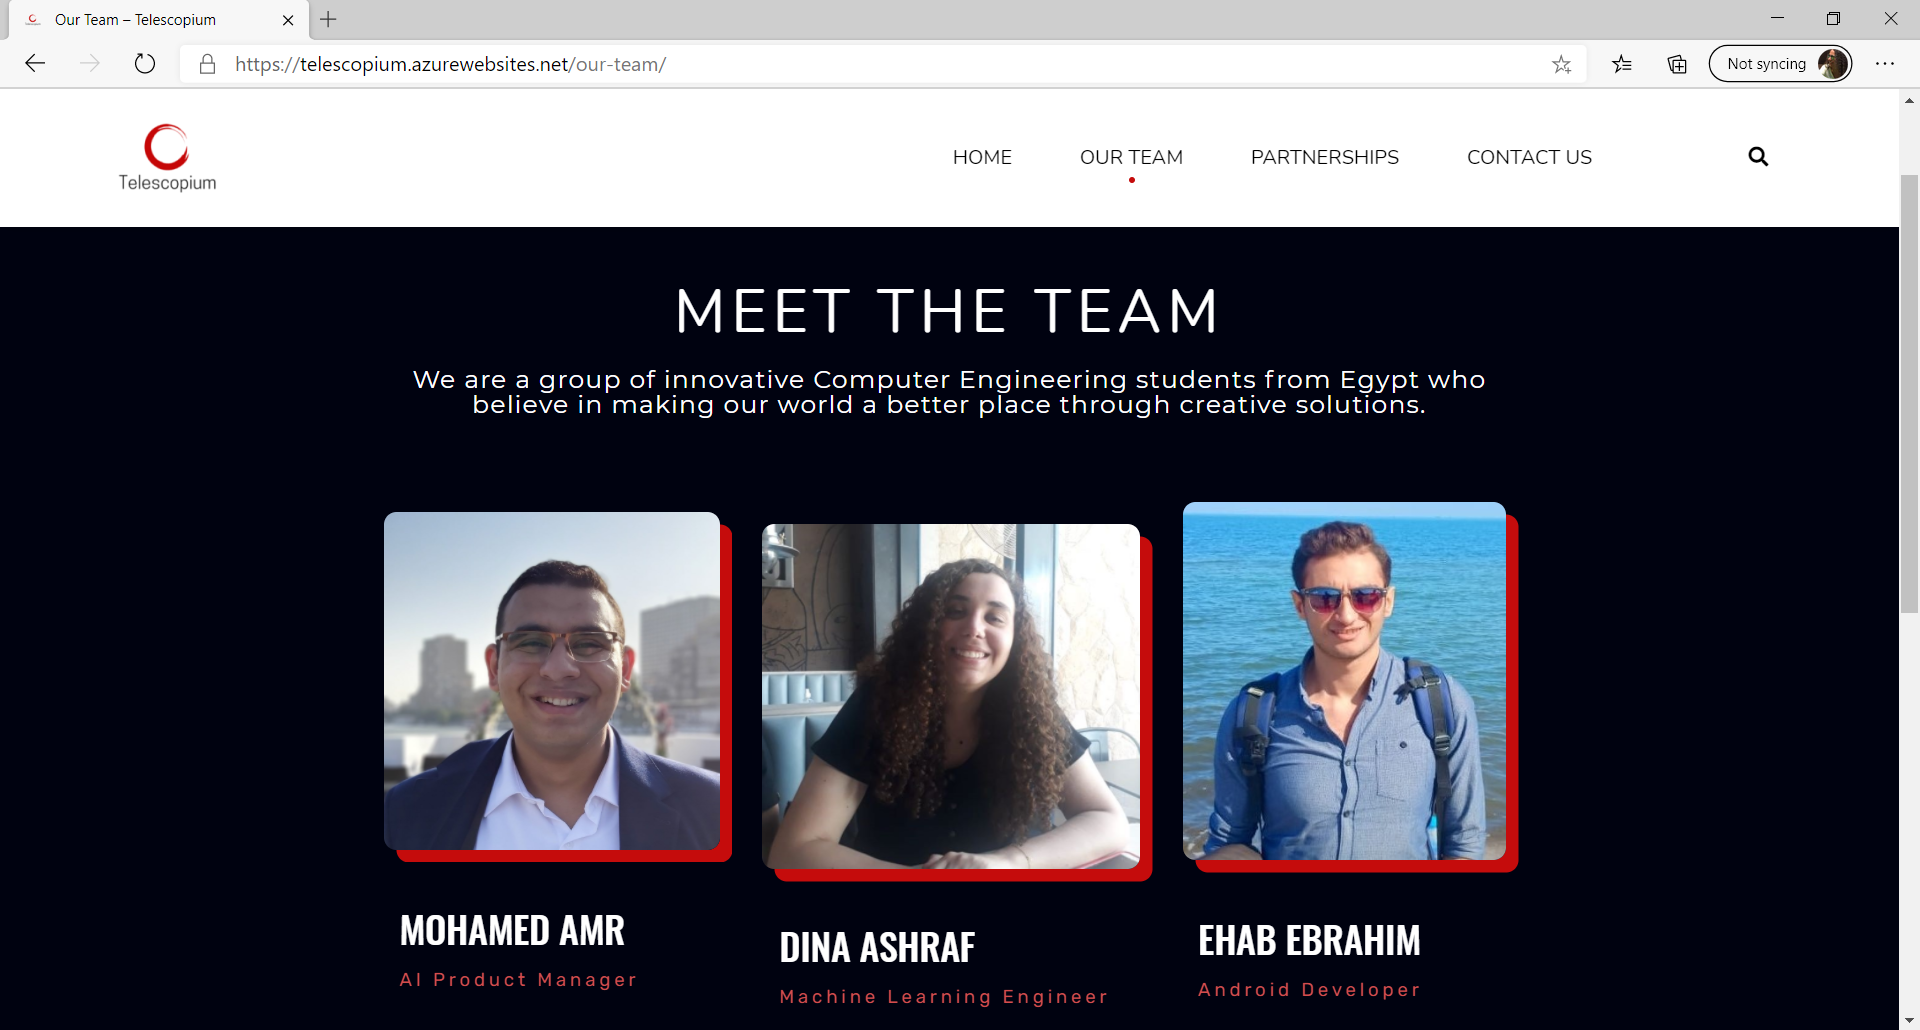 Our Team – Telescopium
https://telescopium.azurewebsites.net/our-team/
Not syncing
Telescopium
HOME
OUR TEAM
PARTNERSHIPS
CONTACT US
MEET THE TEAM
We are a group of innovative Computer Engineering students from Egypt who
believe in making our world a better place through creative solutions.
MOHAMED AMR
AI Product Manager
DINA ASHRAF
Machine Learning Engineer
EHAB EBRAHIM
Android Developer